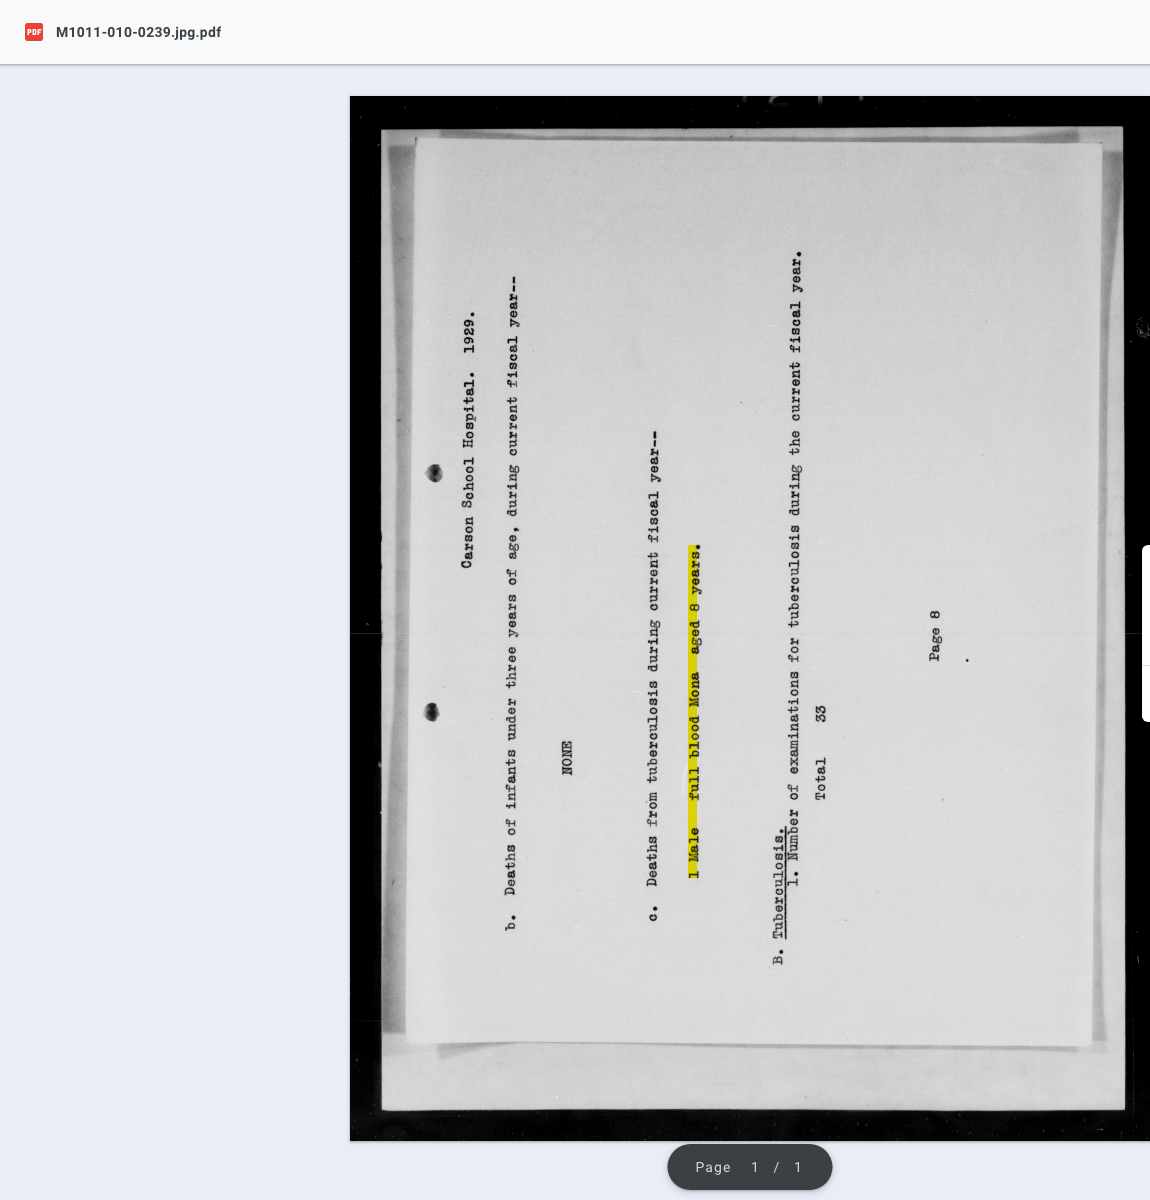 M1011-010-0239.jpg.pdf
Carson School Hospital. 1929.
b. Deaths of infants under three years of age, during current fiscal year--
NONE
c. Deaths from tuberculosis during current fiscal year--
1 Male full blood Mona aged 8 years.
B. Tuberculosis.
1. Number of examinations for tuberculosis during the current fiscal year.
Total 33
Page 8
Page 1 / 1